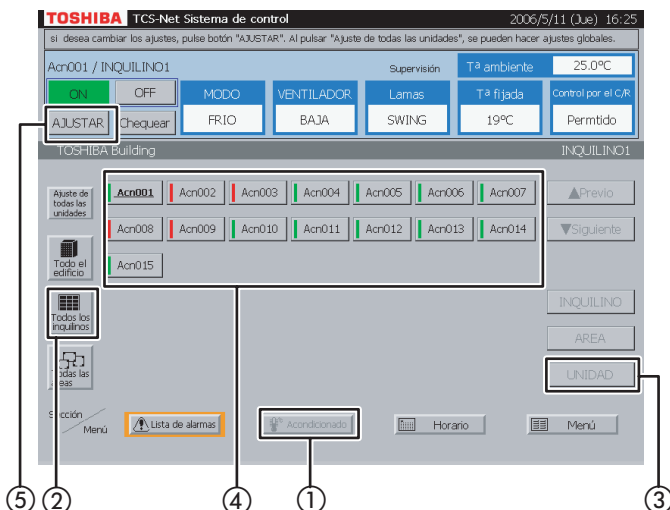 TOSHIBA TCS-Net Sistema de control 2006/5/11 (Jue) 16:25
si desea cambiar los ajustes, pulse botón "AJUSTAR". Al pulsar "Ajuste de todas las unidades", se pueden hacer ajustes globales.
Acn001 / INQUILINO1 Supervisión Tª ambiente 25.0ºC
ON OFF MODO VENTILADOR Lamas Tª fijada Control por el C/R
AJUSTAR Chequear FRIO BAJA SWING 19ºC Permtido
TOSHIBA Building INQUILINO1
Ajuste de
todas las
unidades
Acn001 Acn002 Acn003 Acn004 Acn005 Acn006 Acn007
▲Previo
Acn008 Acn009 Acn010 Acn011 Acn012 Acn013 Acn014
▼Siguiente
Todo el
edificio
Acn015
Todos los
inquilinos
INQUILINO
AREA
Todas las
áreas
UNIDAD
Sección
Menú
Lista de alarmas Acondicionado Horario Menú
⑤ ② ④ ① ③